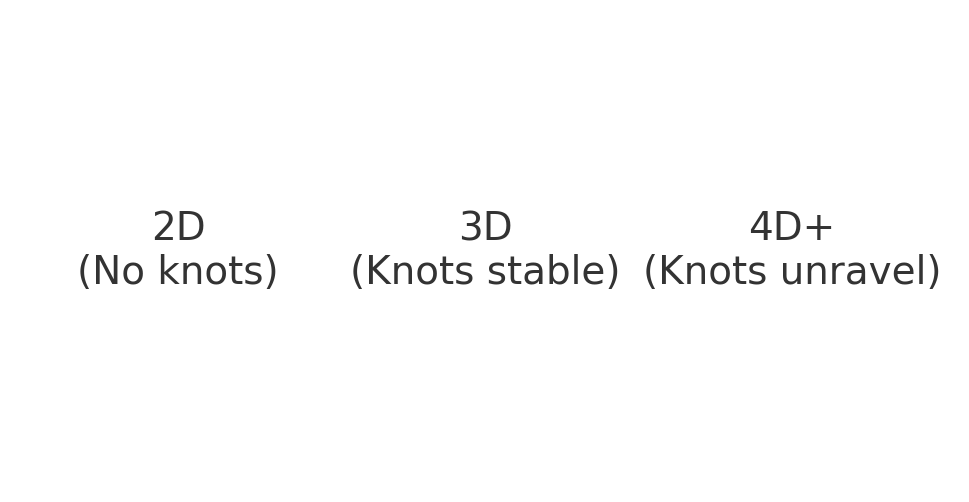 2D
(No knots)
3D
(Knots stable)
4D+
(Knots unravel)